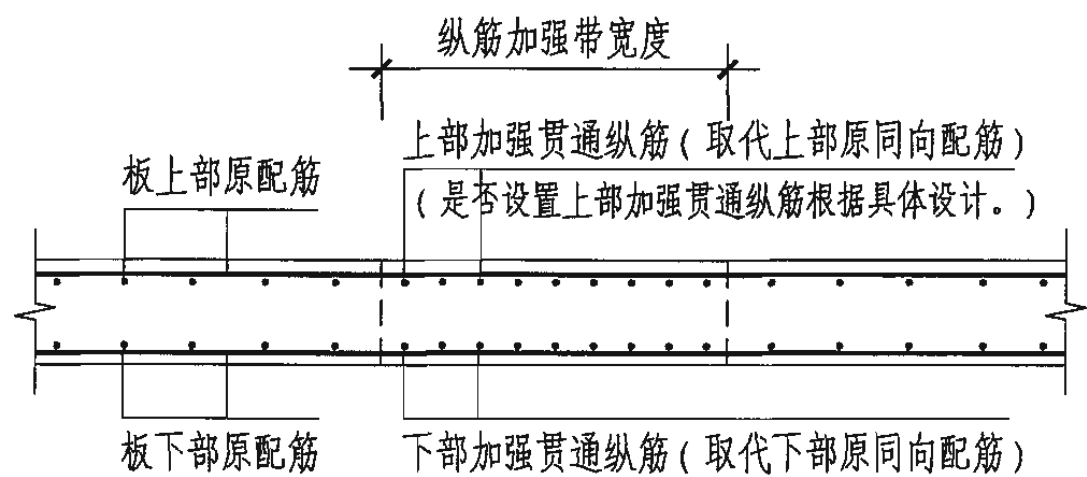 纵筋加强带宽度
上部加强贯通纵筋(取代上部原同向配筋)
板上部原配筋
(是否设置上部加强贯通纵筋根据具体设计。)
板下部原配筋
下部加强贯通纵筋(取代下部原同向配筋)